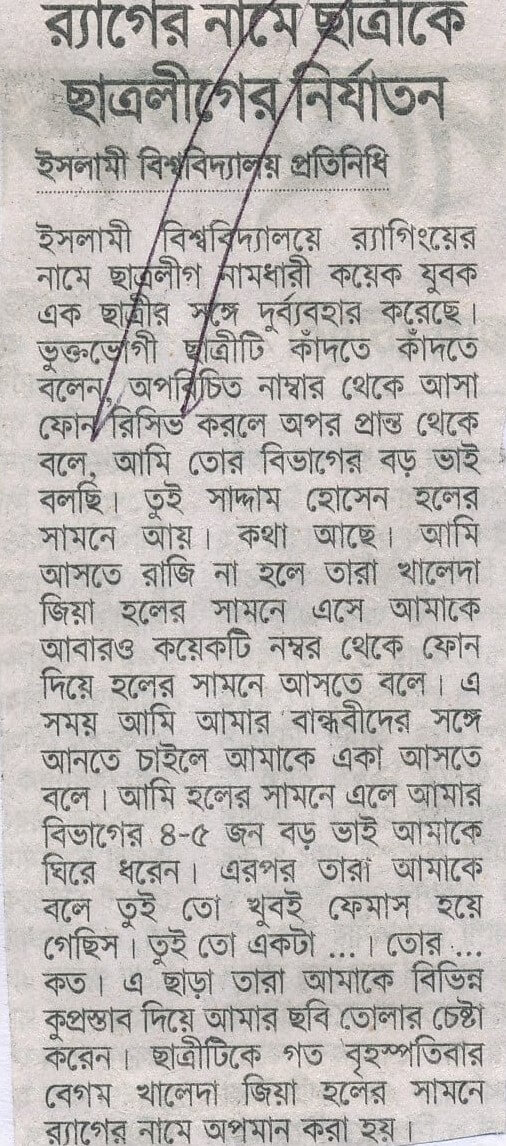 র‍্যাগের নামে ছাত্রীকে
ছাত্রলীগের নির্যাতন
ইসলামী বিশ্ববিদ্যালয় প্রতিনিধি
ইসলামী বিশ্ববিদ্যালয়ে র‍্যাগিংয়ের
নামে ছাত্রলীগ নামধারী কয়েক যুবক
এক ছাত্রীর সঙ্গে দুর্ব্যবহার করেছে।
ভুক্তভোগী ছাত্রীটি কাঁদতে কাঁদতে
বলেন, অপরিচিত নাম্বার থেকে আসা
ফোন রিসিভ করলে অপর প্রান্ত থেকে
বলে, আমি তোর বিভাগের বড় ভাই
বলছি। তুই সাদ্দাম হোসেন হলের
সামনে আয়। কথা আছে। আমি
আসতে রাজি না হলে তারা খালেদা
জিয়া হলের সামনে এসে আমাকে
আবারও কয়েকটি নম্বর থেকে ফোন
দিয়ে হলের সামনে আসতে বলে। এ
সময় আমি আমার বান্ধবীদের সঙ্গে
আনতে চাইলে আমাকে একা আসতে
বলে। আমি হলের সামনে এলে আমার
বিভাগের ৪-৫ জন বড় ভাই আমাকে
ঘিরে ধরেন। এরপর তারা আমাকে
বলে তুই তো খুবই ফেমাস হয়ে
গেছিস। তুই তো একটা ...। তোর ...
কত। এ ছাড়া তারা আমাকে বিভিন্ন
কুপ্রস্তাব দিয়ে আমার ছবি তোলার চেষ্টা
করেন। ছাত্রীটিকে গত বৃহস্পতিবার
বেগম খালেদা জিয়া হলের সামনে
র‍্যাগের নামে অপমান করা হয়।